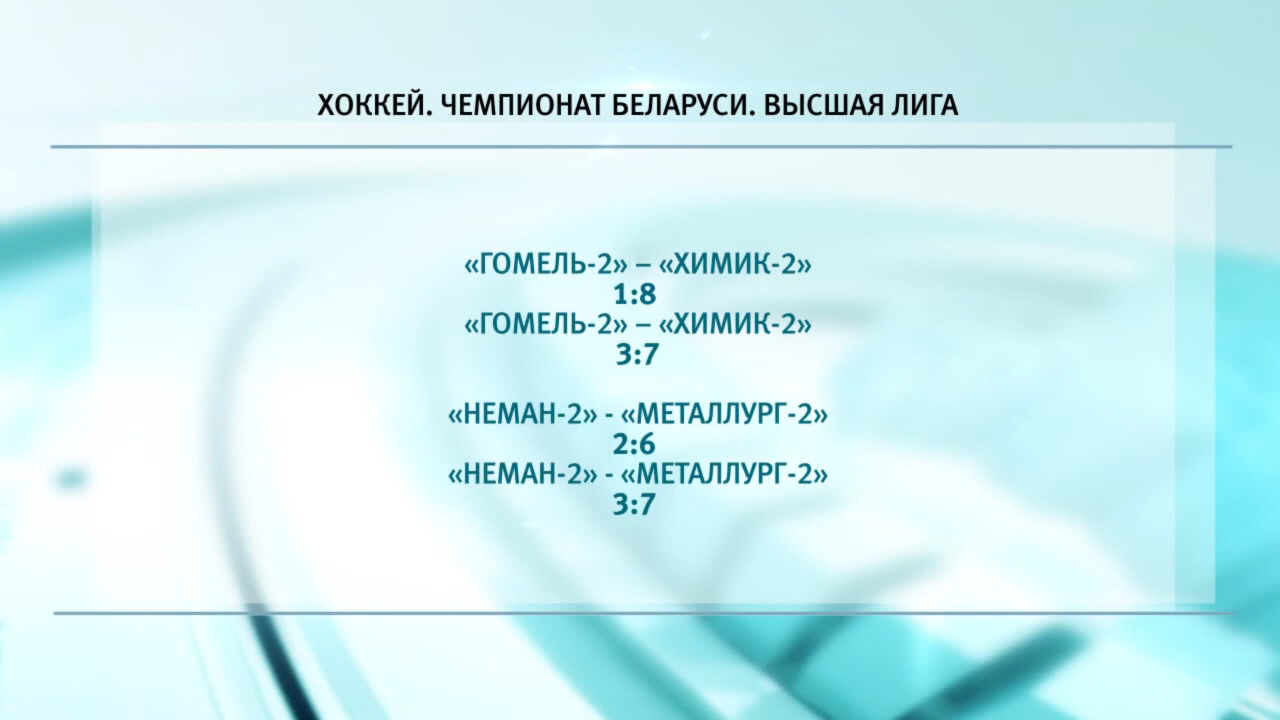 ХОККЕЙ. ЧЕМПИОНАТ БЕЛАРУСИ. ВЫСШАЯ ЛИГА
«ГОМЕЛЬ-2» – «ХИМИК-2»
1:8
«ГОМЕЛЬ-2» – «ХИМИК-2»
3:7
«НЕМАН-2» - «МЕТАЛЛУРГ-2»
2:6
«НЕМАН-2» - «МЕТАЛЛУРГ-2»
3:7